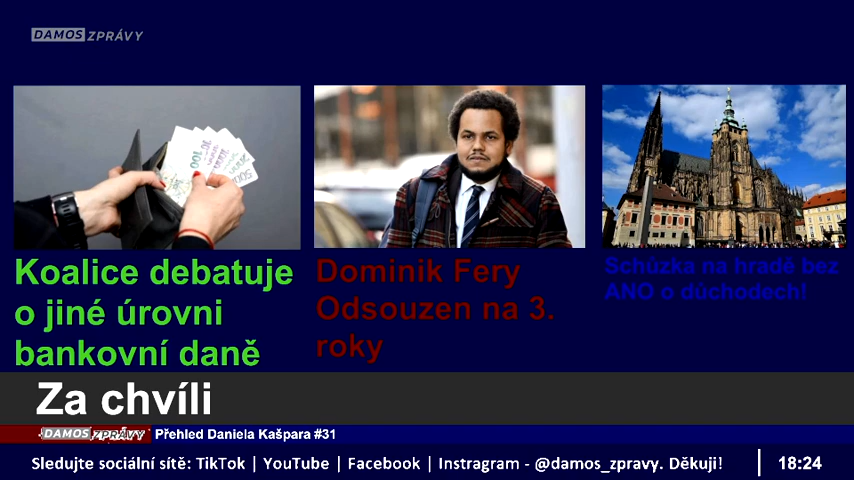 DAMOS ZPRÁVY
Koalice debatuje
o jiné úrovni
bankovní daně
Dominik Fery
Odsouzen na 3.
roky
Schůzka na hradě bez
ANO o důchodech!
Za chvíli
DAMOS ZPRÁVY Přehled Daniela Kašpara #31
Sledujte sociální sítě: TikTok | YouTube | Facebook | Instragram - @damos_zpravy. Děkuji! 18:24